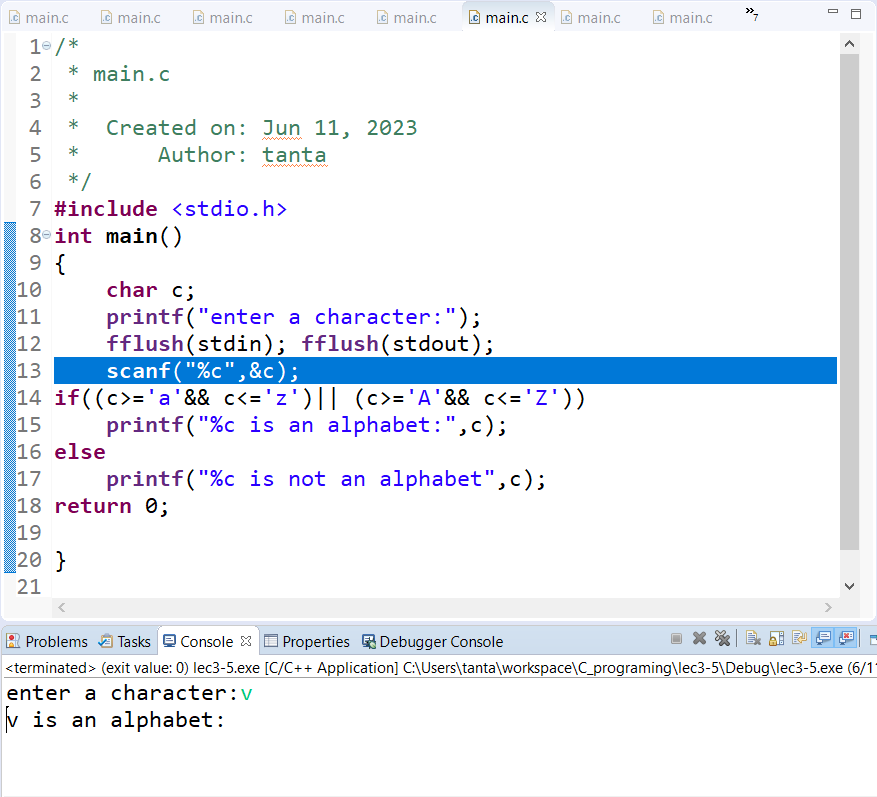 main.c main.c main.c main.c main.c main.c main.c main.c »7
1 /*
2  * main.c
3  *
4  *  Created on: Jun 11, 2023
5  *      Author: tanta
6  */
7 #include <stdio.h>
8 int main()
9 {
10     char c;
11     printf("enter a character:");
12     fflush(stdin); fflush(stdout);
13     scanf("%c",&c);
14 if((c>='a'&& c<='z')|| (c>='A'&& c<='Z'))
15     printf("%c is an alphabet:",c);
16 else
17     printf("%c is not an alphabet",c);
18 return 0;
19
20 }
21
Problems Tasks Console Properties Debugger Console
<terminated> (exit value: 0) lec3-5.exe [C/C++ Application] C:\Users\tanta\workspace\C_programing\lec3-5\Debug\lec3-5.exe (6/11
enter a character:v
v is an alphabet: